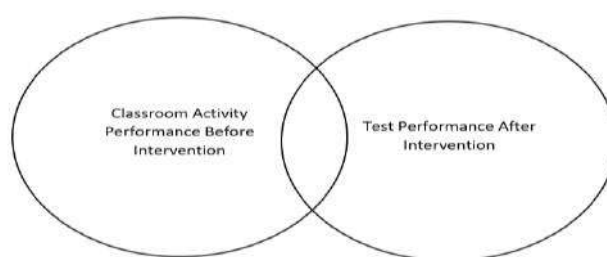 Classroom Activity
Performance Before
Intervention
Test Performance After
Intervention